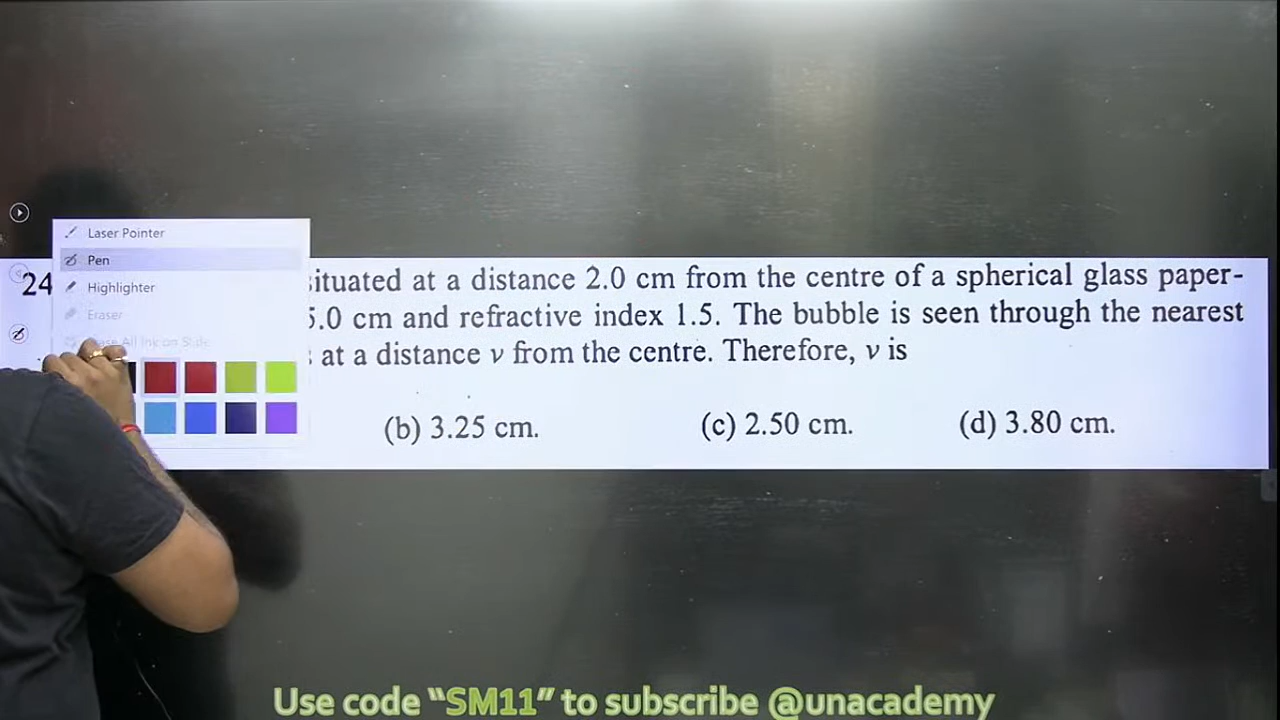 Laser Pointer
Pen
Highlighter
Eraser
24
situated at a distance 2.0 cm from the centre of a spherical glass paper-
5.0 cm and refractive index 1.5. The bubble is seen through the nearest
at a distance v from the centre. Therefore, v is
(b) 3.25 cm.
(c) 2.50 cm.
(d) 3.80 cm.
Use code “SM11” to subscribe @unacademy